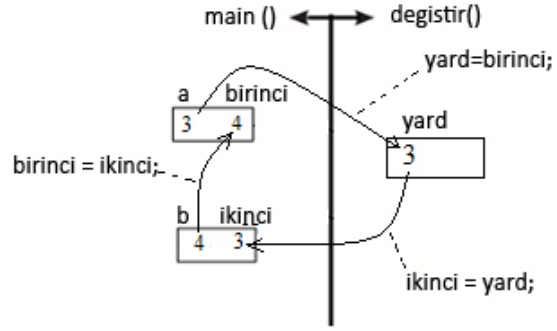 main () degistir()
yard=birinci;
a birinci
3 4
yard
3
birinci = ikinci;
b ikinci
4 3
ikinci = yard;